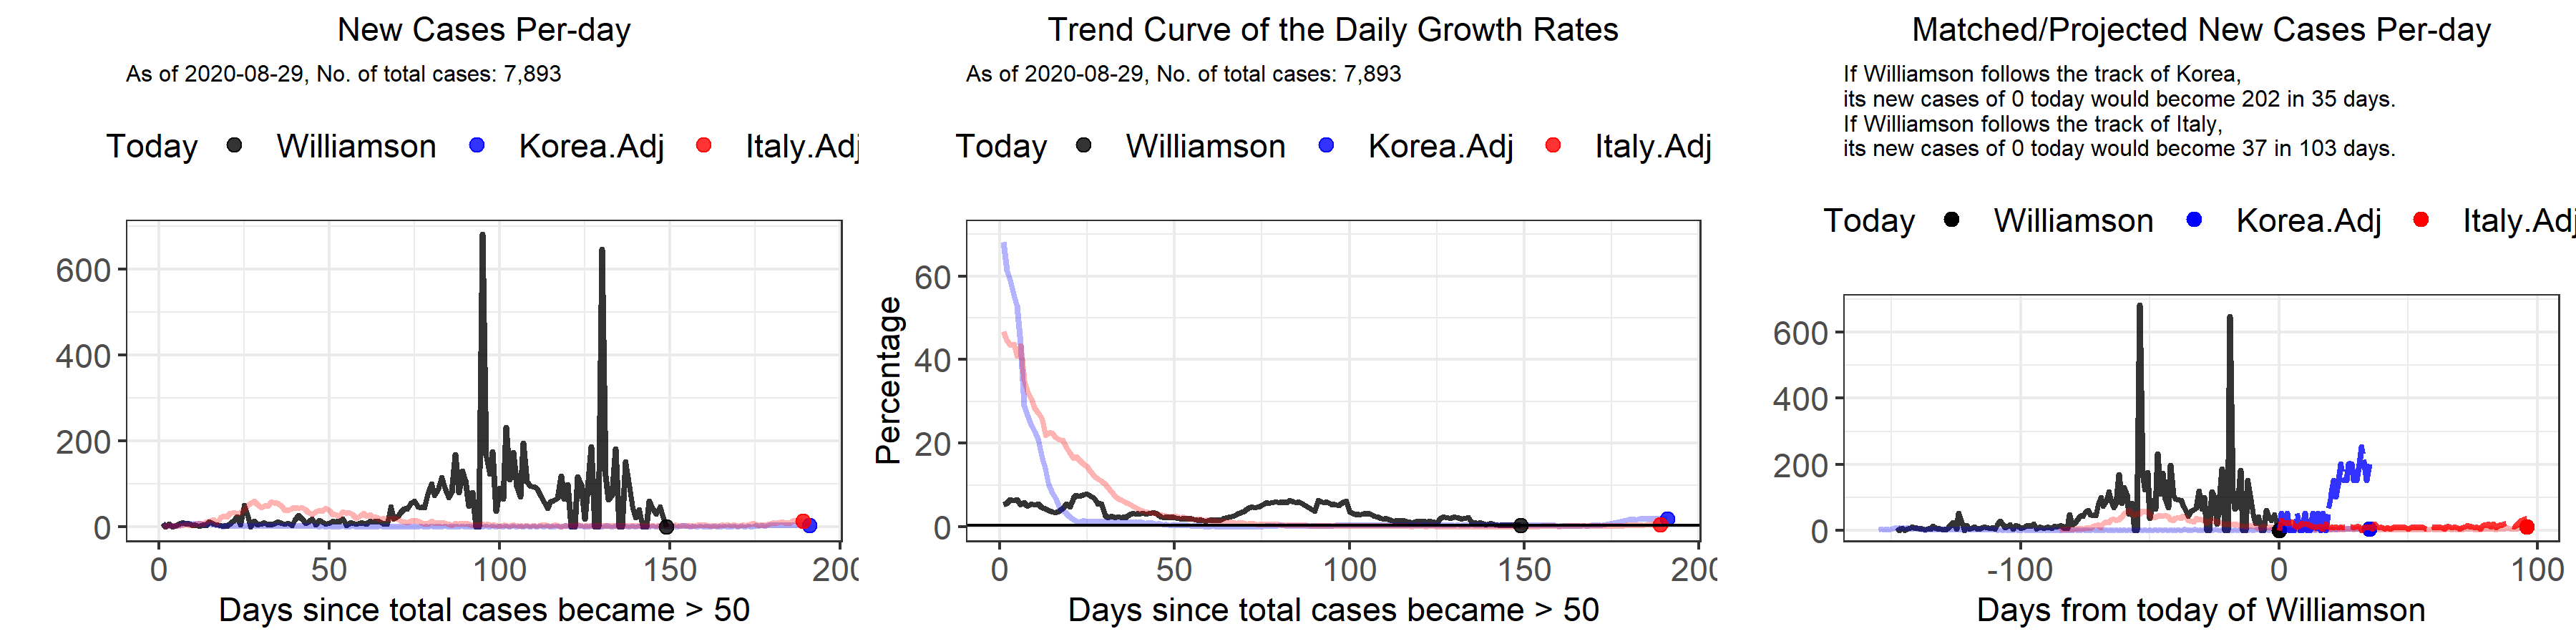 New Cases Per-day
As of 2020-08-29, No. of total cases: 7,893
Today Williamson Korea.Adj Italy.Adj
600
400
200
0
0 50 100 150 200
Days since total cases became > 50
Trend Curve of the Daily Growth Rates
As of 2020-08-29, No. of total cases: 7,893
Today Williamson Korea.Adj Italy.Adj
Percentage
60
40
20
0
0 50 100 150 200
Days since total cases became > 50
Matched/Projected New Cases Per-day
If Williamson follows the track of Korea,
its new cases of 0 today would become 202 in 35 days.
If Williamson follows the track of Italy,
its new cases of 0 today would become 37 in 103 days.
Today Williamson Korea.Adj Italy.Adj
600
400
200
0
-100 0 100
Days from today of Williamson